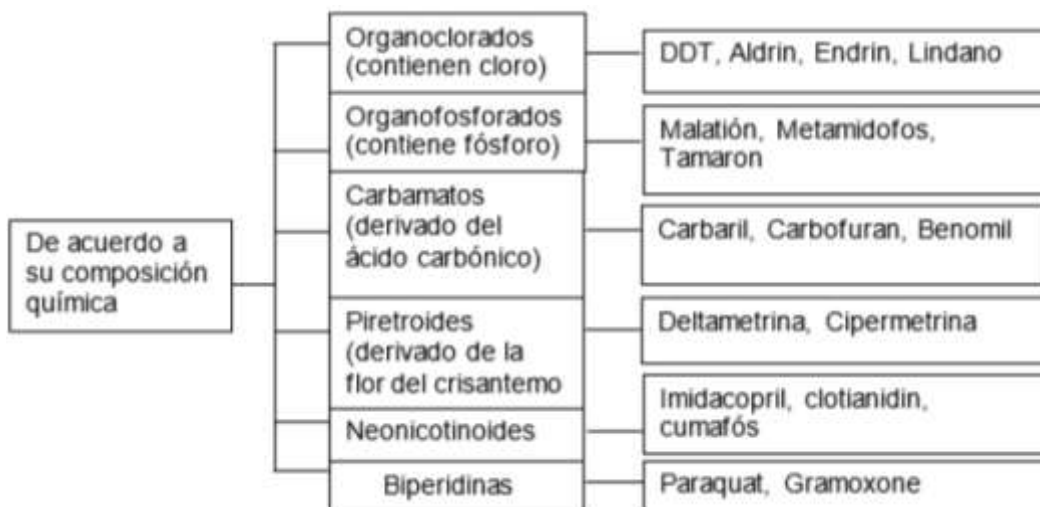 De acuerdo a
su composición
química
Organoclorados
(contienen cloro)
DDT, Aldrin, Endrin, Lindano
Organofosforados
(contiene fósforo)
Malatión, Metamidofos,
Tamaron
Carbamatos
(derivado del
ácido carbónico)
Carbaril, Carbofuran, Benomil
Piretroides
(derivado de la
flor del crisantemo
Deltametrina, Cipermetrina
Neonicotinoides
Imidacopril, clotianidin,
cumafós
Biperidinas
Paraquat, Gramoxone